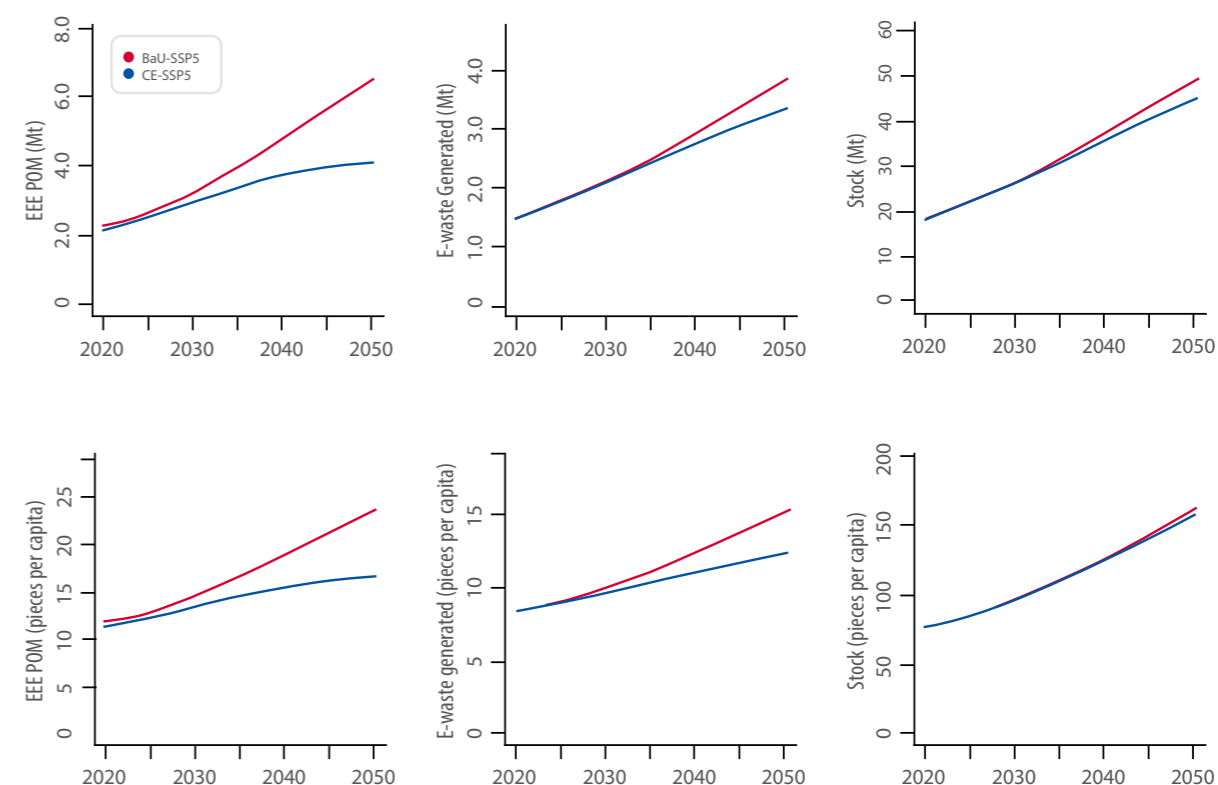 EEE POM (Mt)
8.0
6.0
4.0
2.0
0
BaU-SSP5
CE-SSP5
2020 2030 2040 2050
E-waste Generated (Mt)
4.0
3.0
2.0
1.0
0
2020 2030 2040 2050
Stock (Mt)
60
50
40
30
20
10
0
2020 2030 2040 2050
EEE POM (pieces per capita)
25
20
15
10
5
0
2020 2030 2040 2050
E-waste generated (pieces per capita)
15
10
5
0
2020 2030 2040 2050
Stock (pieces per capita)
200
150
100
50
0
2020 2030 2040 2050